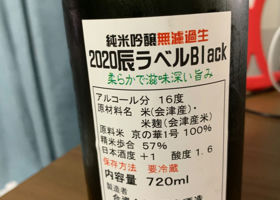 純米吟醸無濾過生
2020辰ラベルBlack
柔らかで滋味深い旨み
アルコール分 16度
原材料名 米(会津産)・
米麹(会津産米)
原料米 京の華1号 100%
精米歩合 57%
日本酒度 +1 酸度 1.6
保存方法 要冷蔵
内容量 720ml
製造者